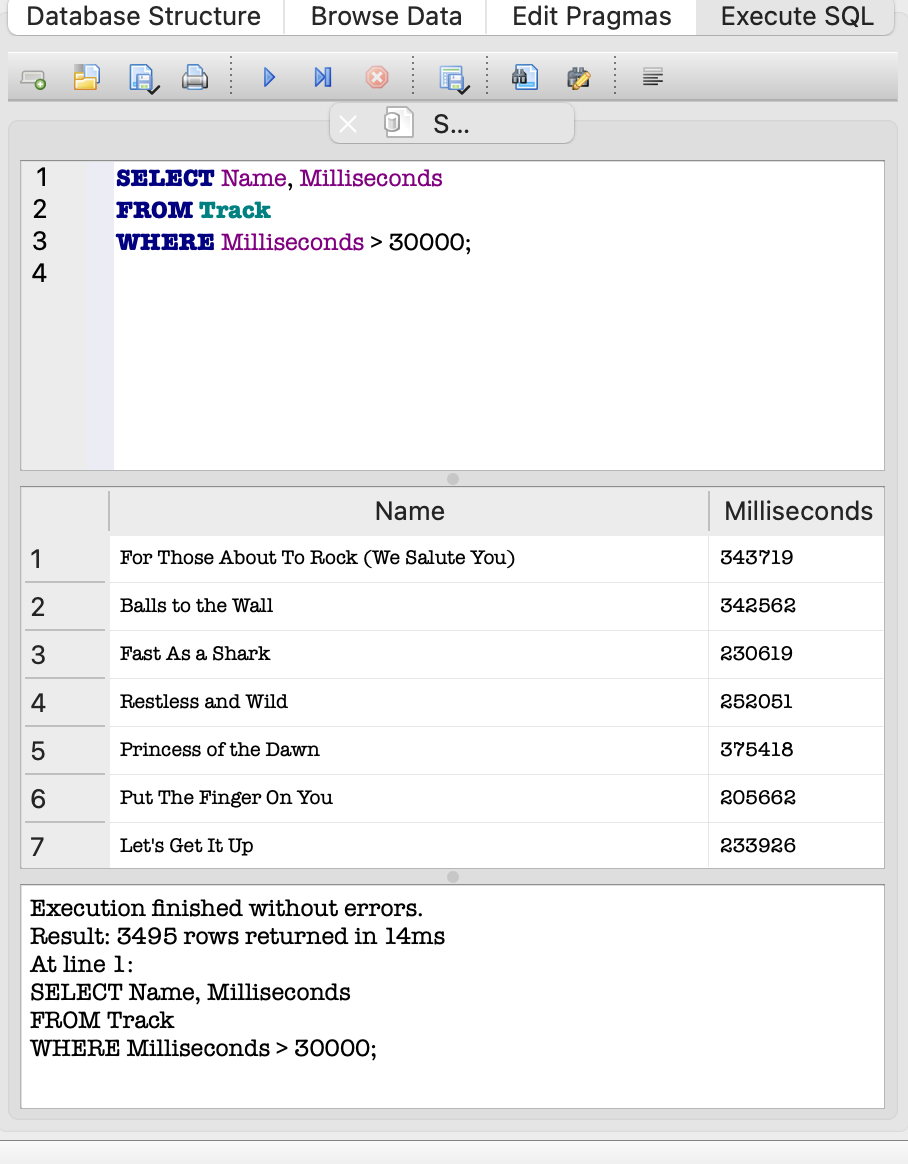 Database Structure Browse Data Edit Pragmas Execute SQL
S...
1 SELECT Name, Milliseconds
2 FROM Track
3 WHERE Milliseconds > 30000;
4
Name Milliseconds
1 For Those About To Rock (We Salute You) 343719
2 Balls to the Wall 342562
3 Fast As a Shark 230619
4 Restless and Wild 252051
5 Princess of the Dawn 375418
6 Put The Finger On You 205662
7 Let's Get It Up 233926
Execution finished without errors.
Result: 3495 rows returned in 14ms
At line 1:
SELECT Name, Milliseconds
FROM Track
WHERE Milliseconds > 30000;